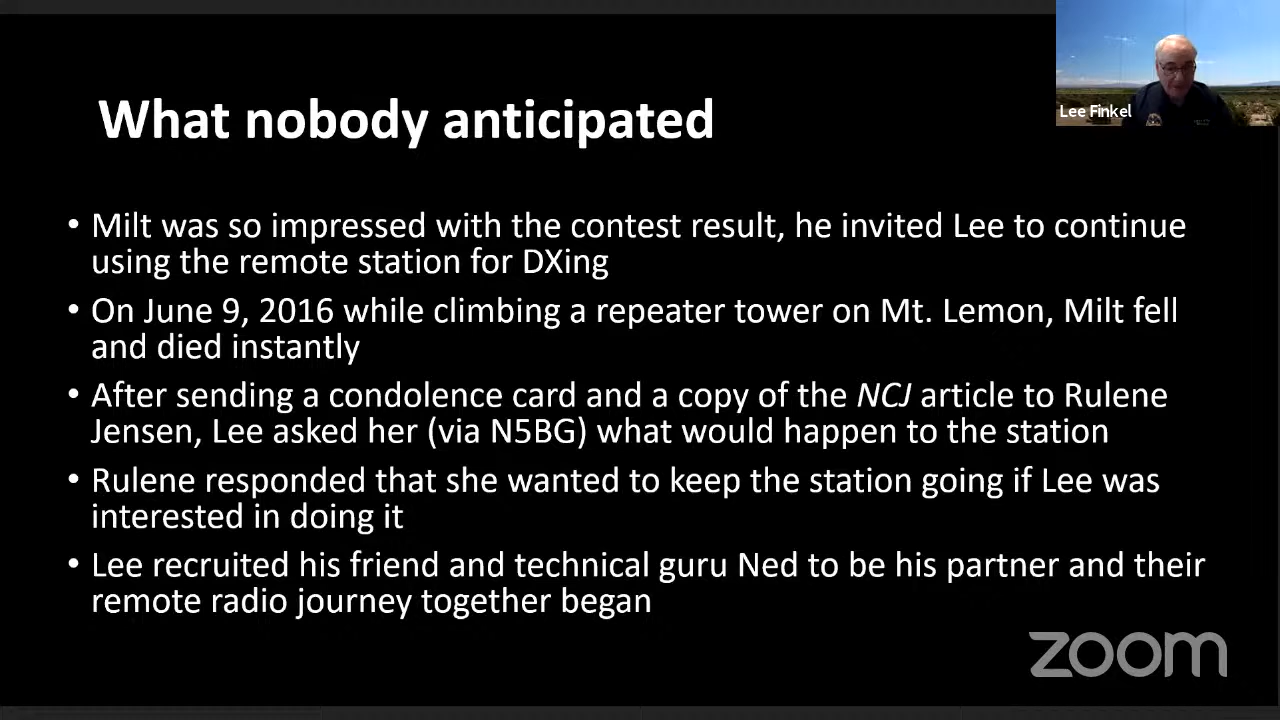 Lee Finkel
What nobody anticipated
• Milt was so impressed with the contest result, he invited Lee to continue
using the remote station for DXing
• On June 9, 2016 while climbing a repeater tower on Mt. Lemon, Milt fell
and died instantly
• After sending a condolence card and a copy of the NCJ article to Rulene
Jensen, Lee asked her (via N5BG) what would happen to the station
• Rulene responded that she wanted to keep the station going if Lee was
interested in doing it
• Lee recruited his friend and technical guru Ned to be his partner and their
remote radio journey together began
zoom